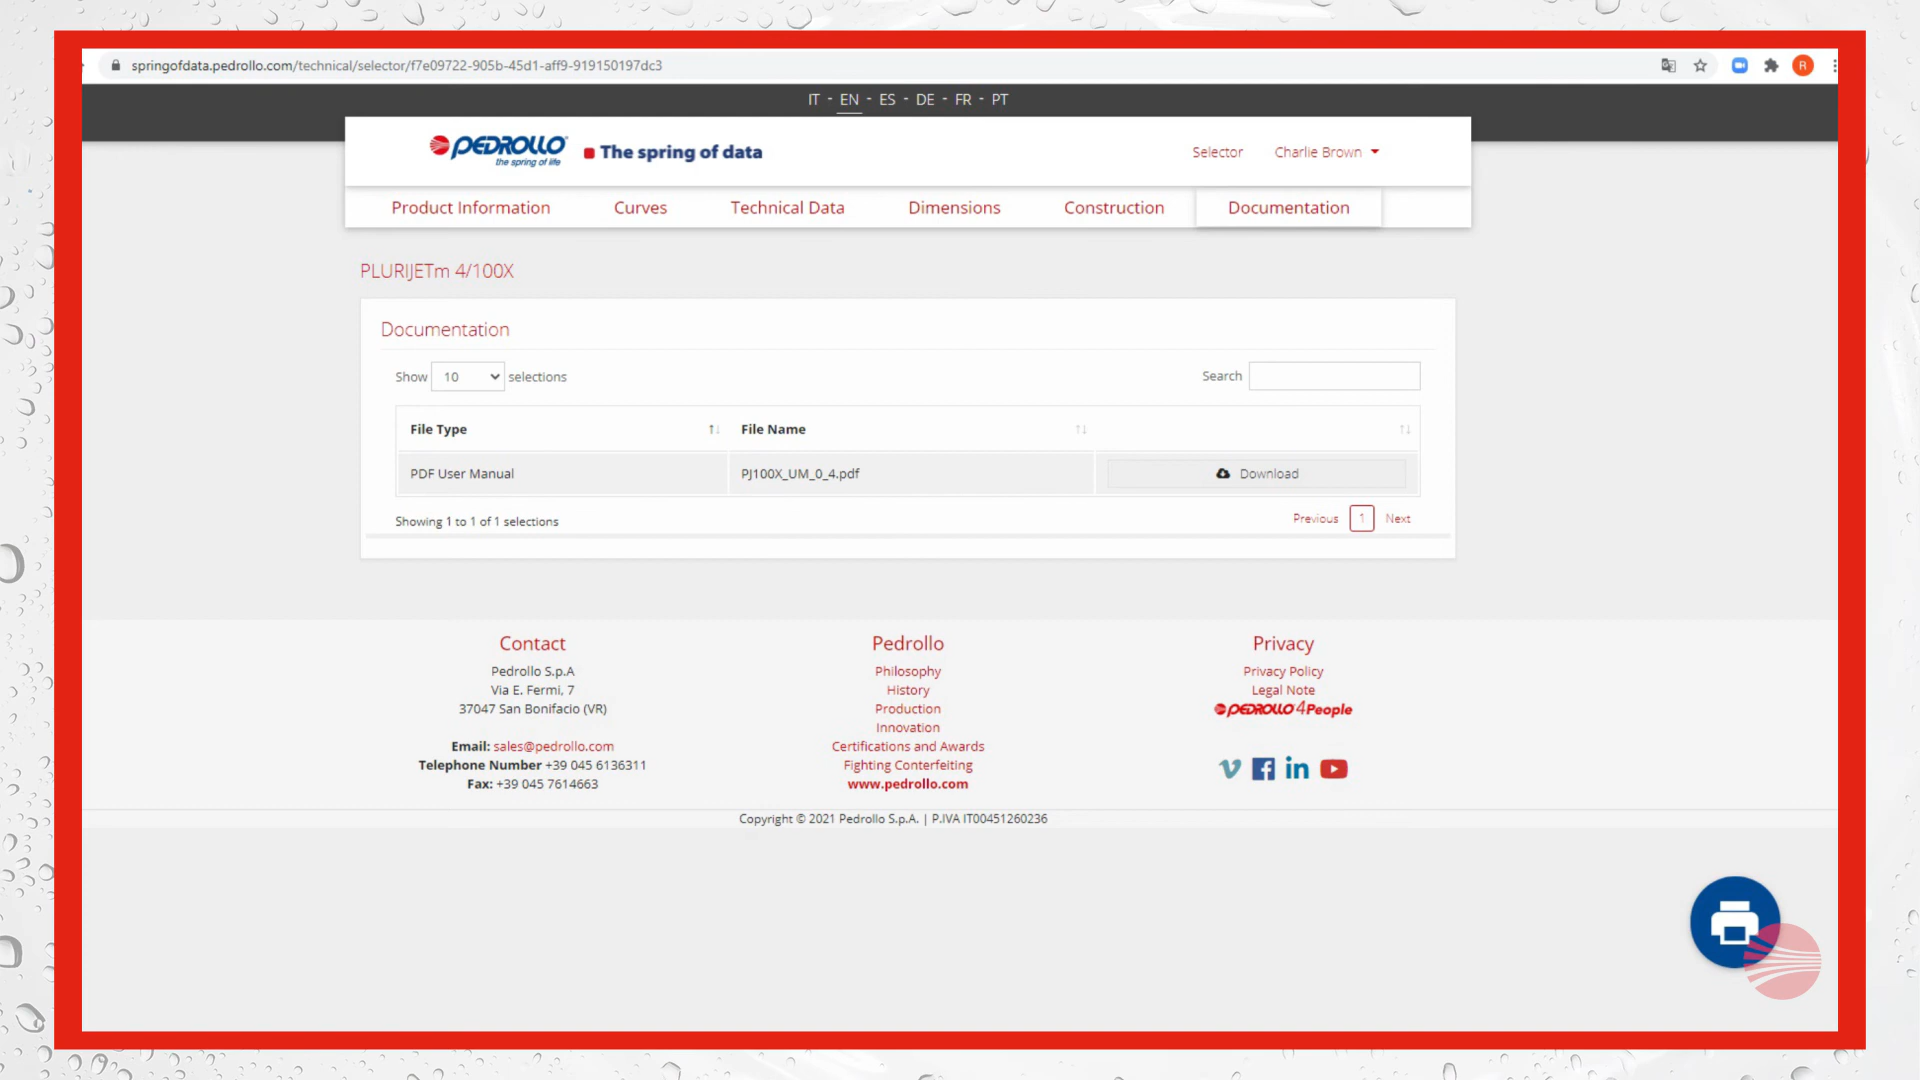 springofdata.pedrollo.com/technical/selector/f7e09722-905b-45d1-aff9-919150197dc3
R
IT - EN - ES - DE - FR - PT
PEDROLLO
the spring of life
The spring of data
Selector
Charlie Brown
Product Information
Curves
Technical Data
Dimensions
Construction
Documentation
PLURIJETm 4/100X
Documentation
Show 10 selections
Search
File Type
File Name
PDF User Manual
PJ100X_UM_0_4.pdf
Download
Showing 1 to 1 of 1 selections
Previous 1 Next
Contact
Pedrollo S.p.A
Via E. Fermi, 7
37047 San Bonifacio (VR)
Email: sales@pedrollo.com
Telephone Number +39 045 6136311
Fax: +39 045 7614663
Pedrollo
Philosophy
History
Production
Innovation
Certifications and Awards
Fighting Conterfeiting
www.pedrollo.com
Privacy
Privacy Policy
Legal Note
PEDROLLO 4People
Copyright © 2021 Pedrollo S.p.A. | P.IVA IT00451260236